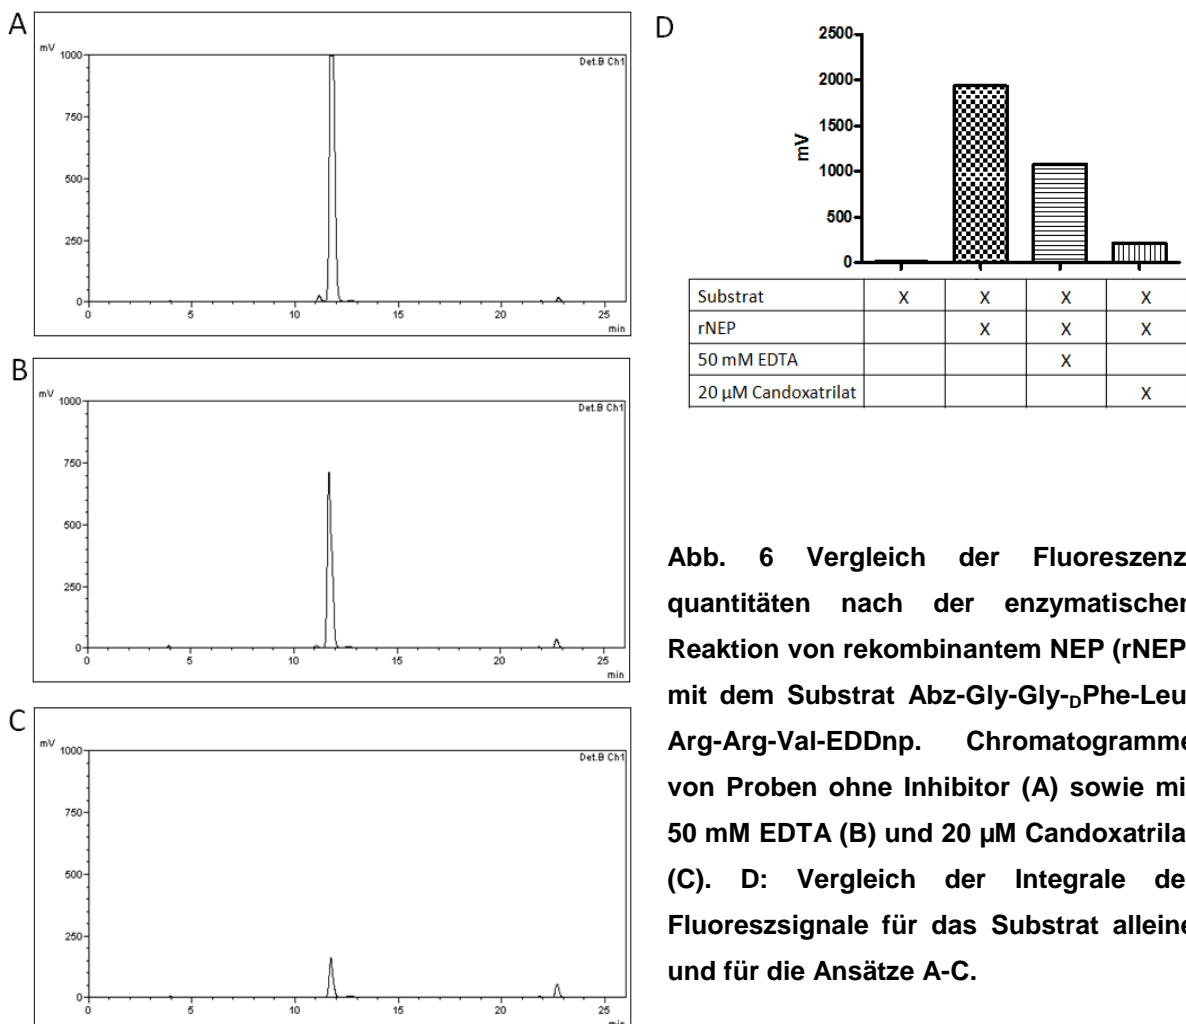 A
mV
1000
Det.B Ch1
750
500
250
0
0 5 10 15 20 25
min
B
mV
1000
Det.B Ch1
750
500
250
0
0 5 10 15 20 25
min
C
mV
1000
Det.B Ch1
750
500
250
0
0 5 10 15 20 25
min
D
2500
2000
1500
1000
500
0
mV
Substrat X X X X
rNEP X X X
50 mM EDTA X
20 µM Candoxatrilat X
Abb. 6 Vergleich der Fluoreszenz
quantitäten nach der enzymatischer
Reaktion von rekombinantem NEP (rNEP
mit dem Substrat Abz-Gly-Gly-DPhe-Leu
Arg-Arg-Val-EDDnp. Chromatogramme
von Proben ohne Inhibitor (A) sowie mi
50 mM EDTA (B) und 20 µM Candoxatrila
(C). D: Vergleich der Integrale de
Fluoreszsignale für das Substrat alleine
und für die Ansätze A-C.